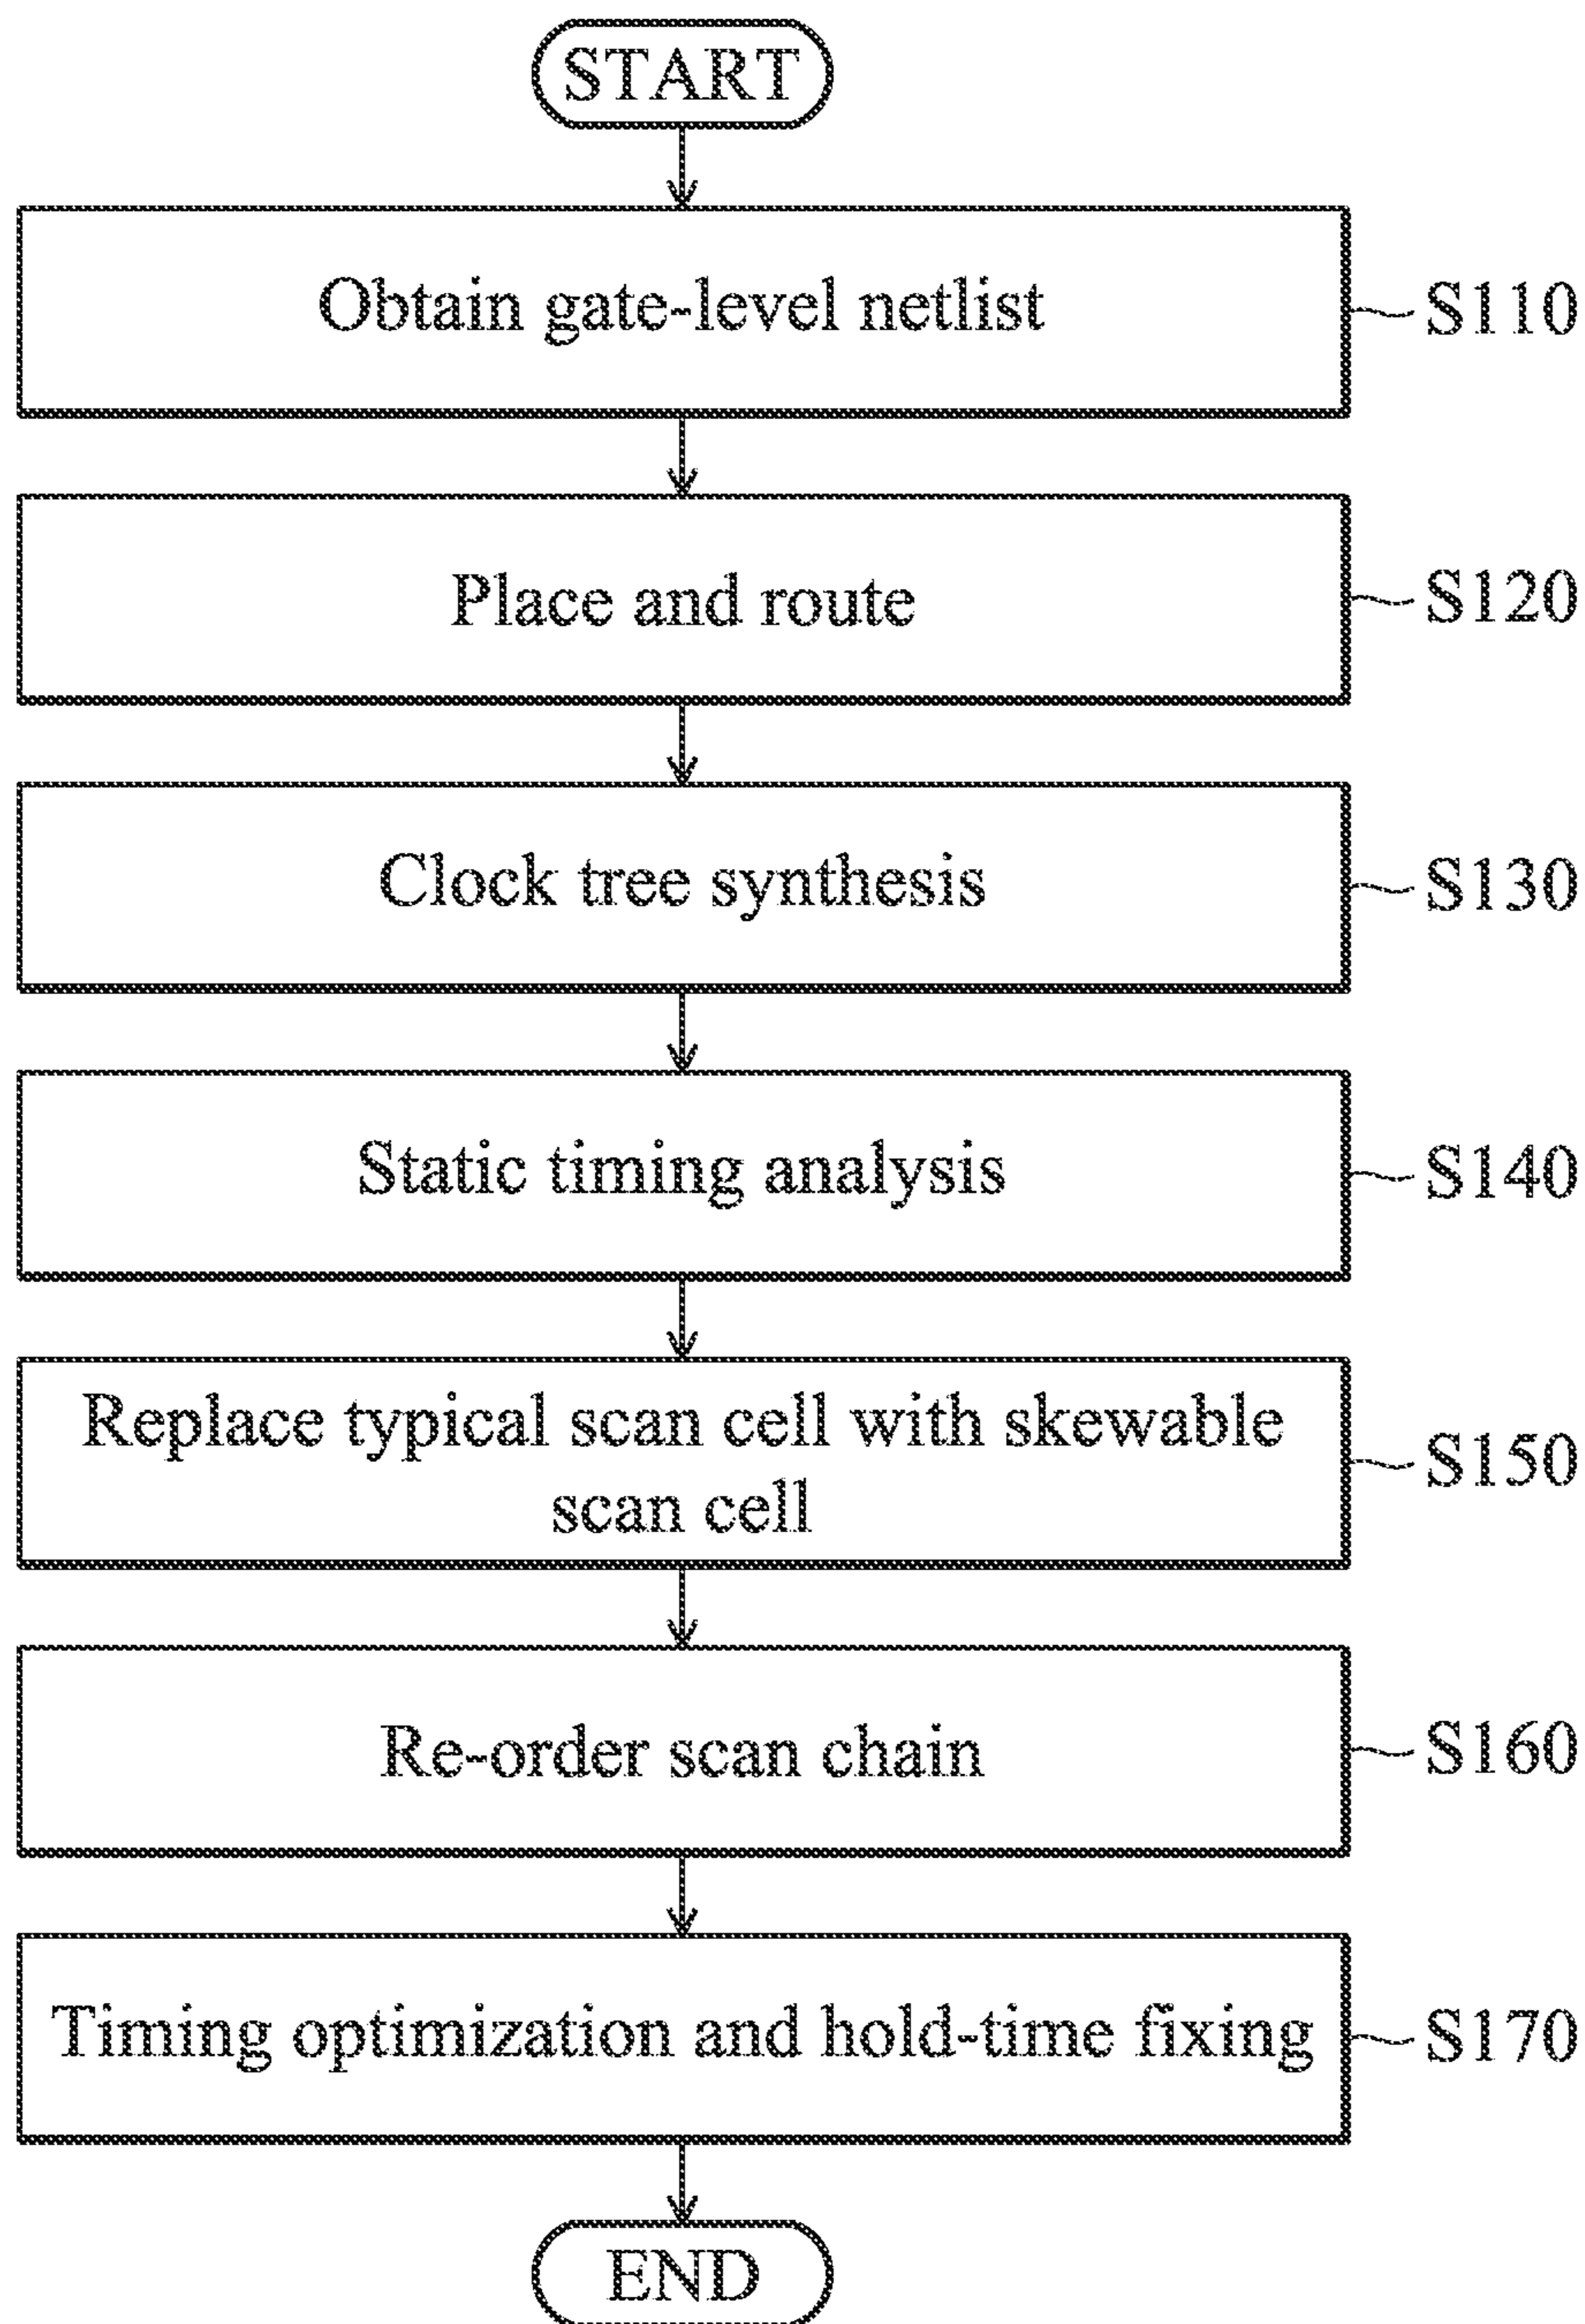 START
Obtain gate-level netlist
S110
Place and route
S120
Clock tree synthesis
S130
Static timing analysis
S140
Replace typical scan cell with skewable
scan cell
S150
Re-order scan chain
S160
Timing optimization and hold-time fixing
S170
END